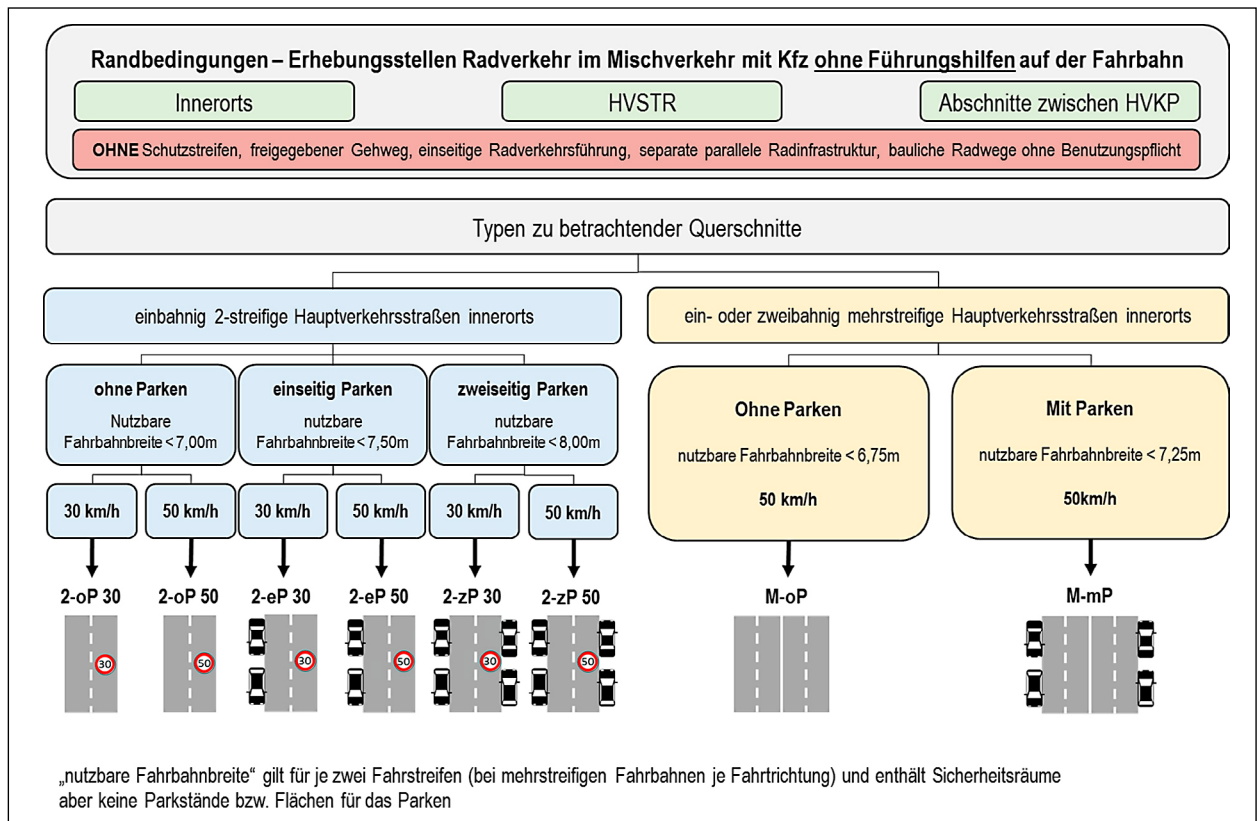 Randbedingungen – Erhebungsstellen Radverkehr im Mischverkehr mit Kfz ohne Führungshilfen auf der Fahrbahn
Innerorts
HVSTR
Abschnitte zwischen HVKP
OHNE Schutzstreifen, freigegebener Gehweg, einseitige Radverkehrsführung, separate parallele Radinfrastruktur, bauliche Radwege ohne Benutzungspflicht
Typen zu betrachtender Querschnitte
einbahnig 2-streifige Hauptverkehrsstraßen innerorts
ohne Parken
Nutzbare
Fahrbahnbreite < 7,00m
einseitig Parken
nutzbare
Fahrbahnbreite < 7,50m
zweiseitig Parken
nutzbare
Fahrbahnbreite < 8,00m
30 km/h
50 km/h
30 km/h
50 km/h
30 km/h
50 km/h
2-oP 30
2-oP 50
2-eP 30
2-eP 50
2-zP 30
2-zP 50
30
50
30
50
30
50
ein- oder zweibahnig mehrstreifige Hauptverkehrsstraßen innerorts
Ohne Parken
nutzbare Fahrbahnbreite < 6,75m
50 km/h
Mit Parken
nutzbare Fahrbahnbreite < 7,25m
50km/h
M-oP
M-mP
„nutzbare Fahrbahnbreite“ gilt für je zwei Fahrstreifen (bei mehrstreifigen Fahrbahnen je Fahrtrichtung) und enthält Sicherheitsräume
aber keine Parkstände bzw. Flächen für das Parken